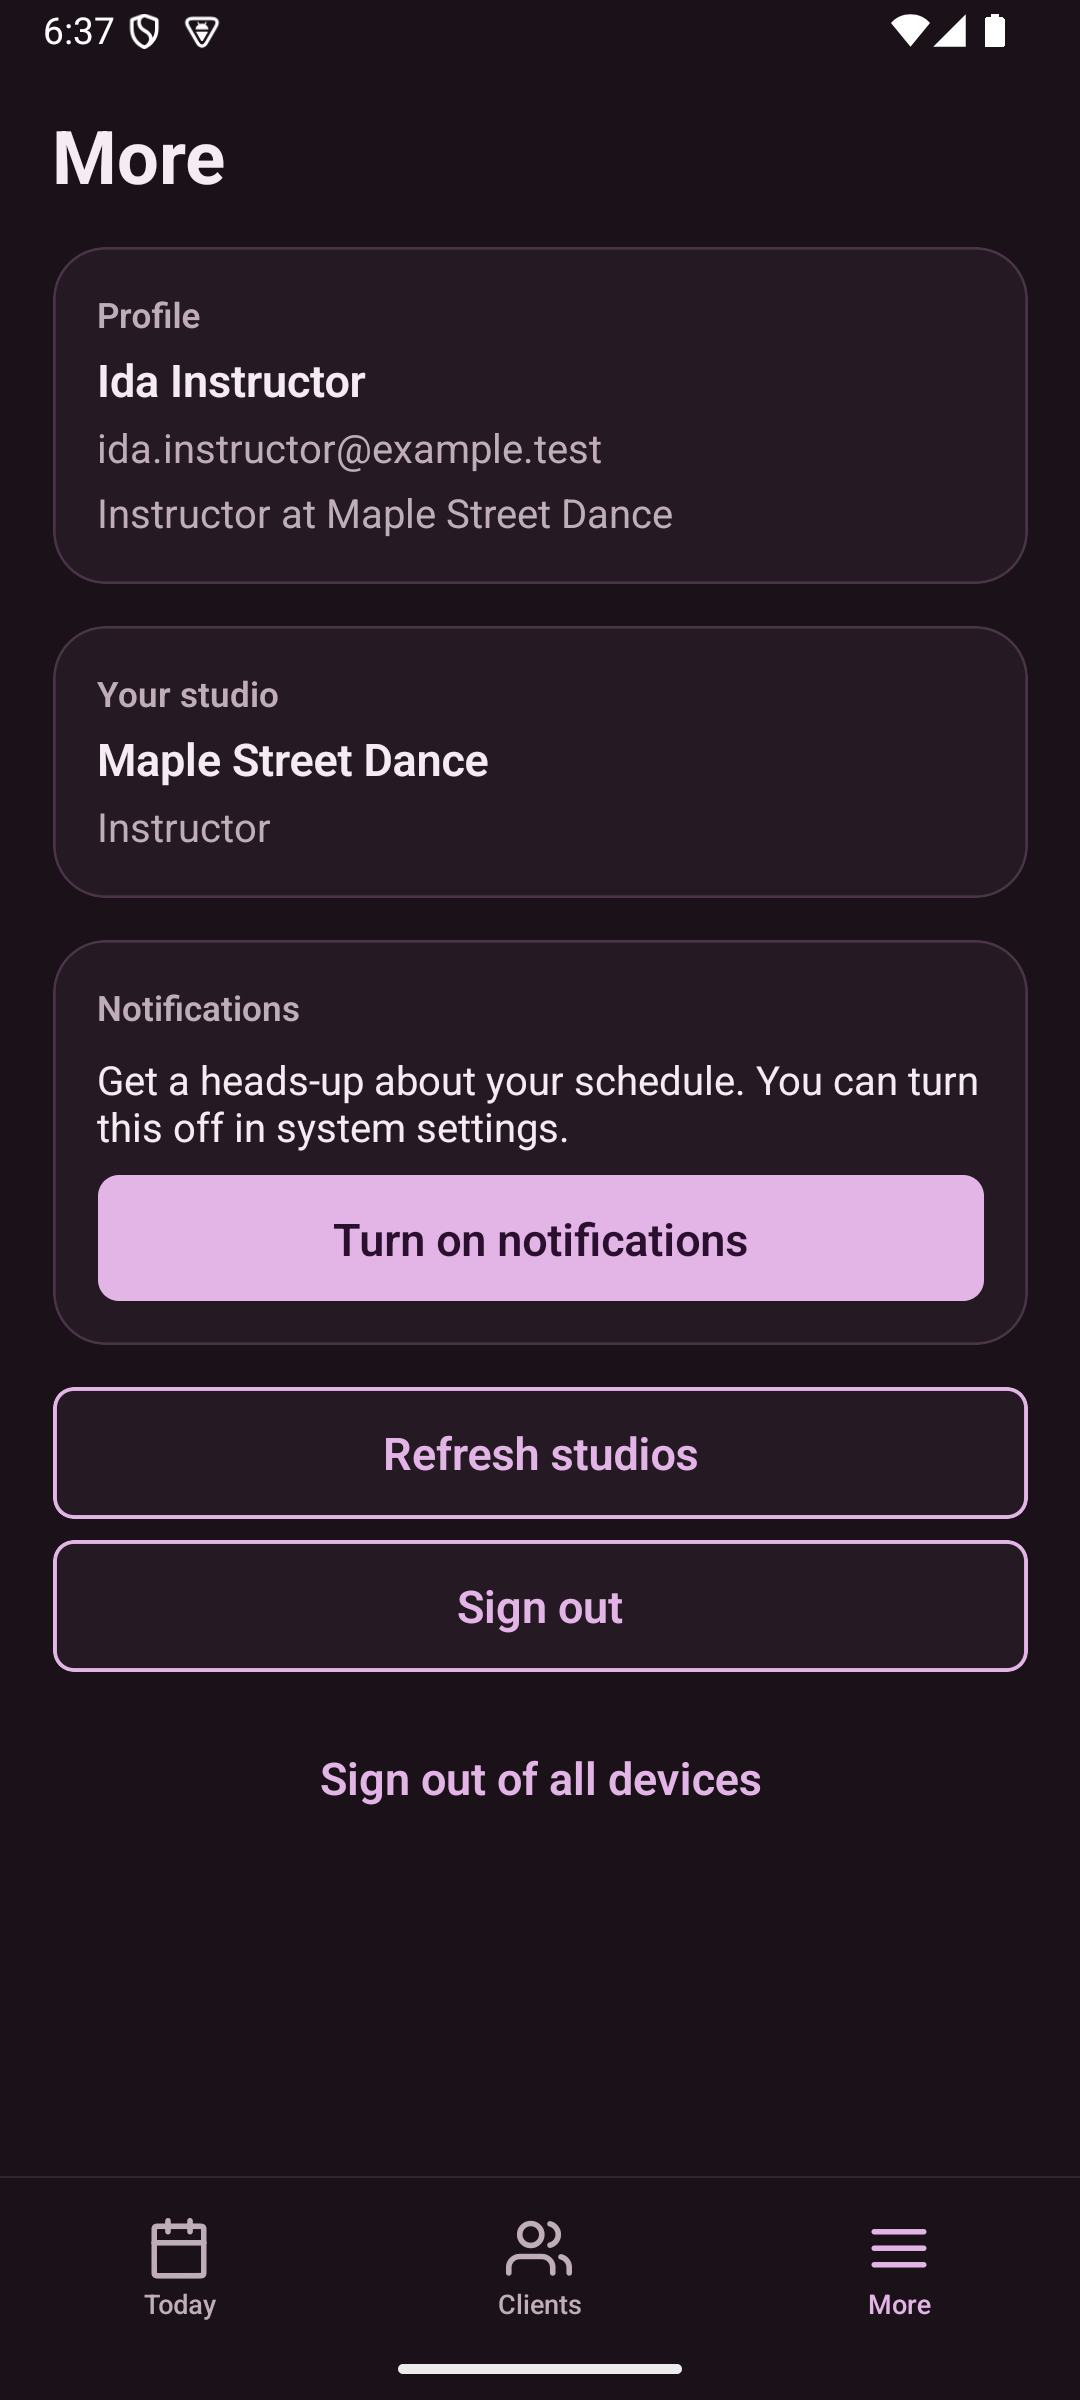 6:37
More
Profile
Ida Instructor
ida.instructor@example.test
Instructor at Maple Street Dance
Your studio
Maple Street Dance
Instructor
Notifications
Get a heads-up about your schedule. You can turn
this off in system settings.
Turn on notifications
Refresh studios
Sign out
Sign out of all devices
Today
Clients
More